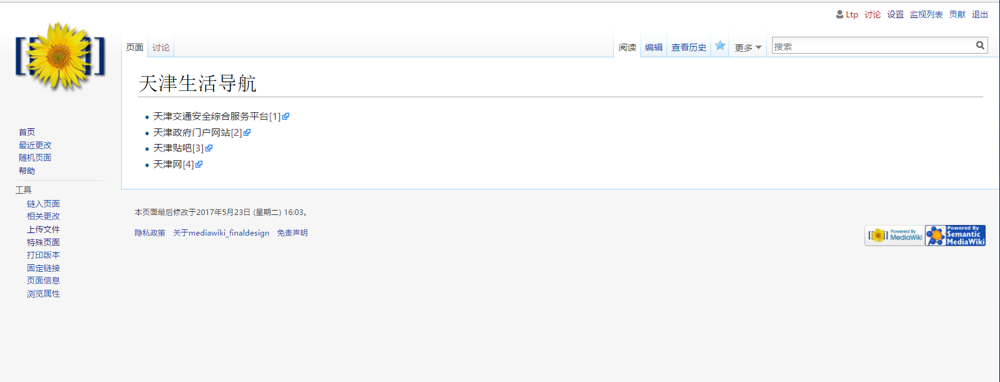 Ltp 讨论 设置 监视列表 贡献 退出
页面 讨论 阅读 编辑 查看历史 更多 搜索
天津生活导航
天津交通安全综合服务平台[1]
天津政府门户网站[2]
天津贴吧[3]
天津网[4]
首页
最近更改
随机页面
帮助
工具
链入页面
相关更改
上传文件
特殊页面
打印版本
固定链接
页面信息
浏览属性
本页面最后修改于2017年5月23日 (星期二) 16:03。
隐私政策 关于mediawiki_finaldesign 免责声明
Powered By
MediaWiki
Powered By
Semantic
MediaWiki